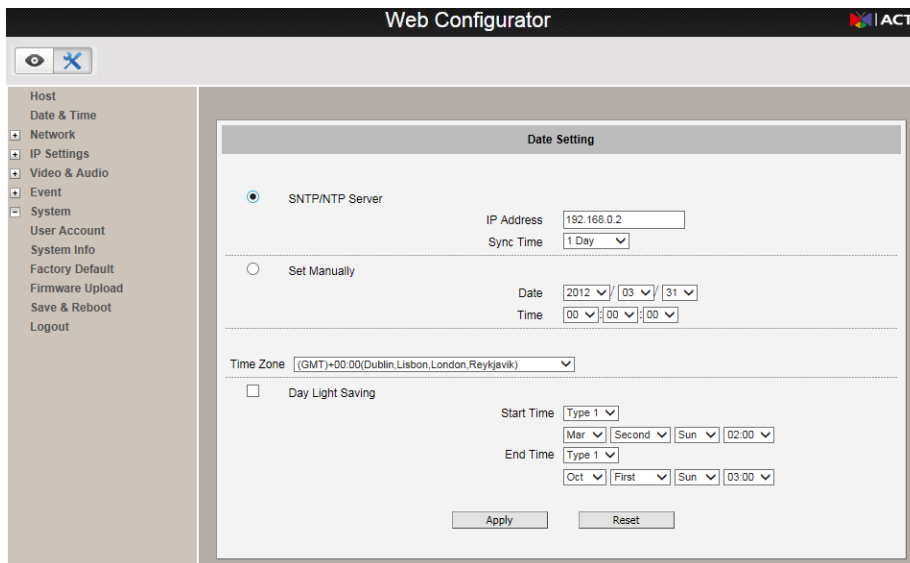 Web Configurator
ACT
Host
Date & Time
Network
IP Settings
Video & Audio
Event
System
User Account
System Info
Factory Default
Firmware Upload
Save & Reboot
Logout
Date Setting
SNTP/NTP Server
IP Address 192.168.0.2
Sync Time 1 Day
Set Manually
Date 2012 / 03 / 31
Time 00 : 00 : 00
Time Zone (GMT)+00:00(Dublin,Lisbon,London,Reykjavik)
Day Light Saving
Start Time Type 1
Mar Second Sun 02:00
End Time Type 1
Oct First Sun 03:00
Apply Reset